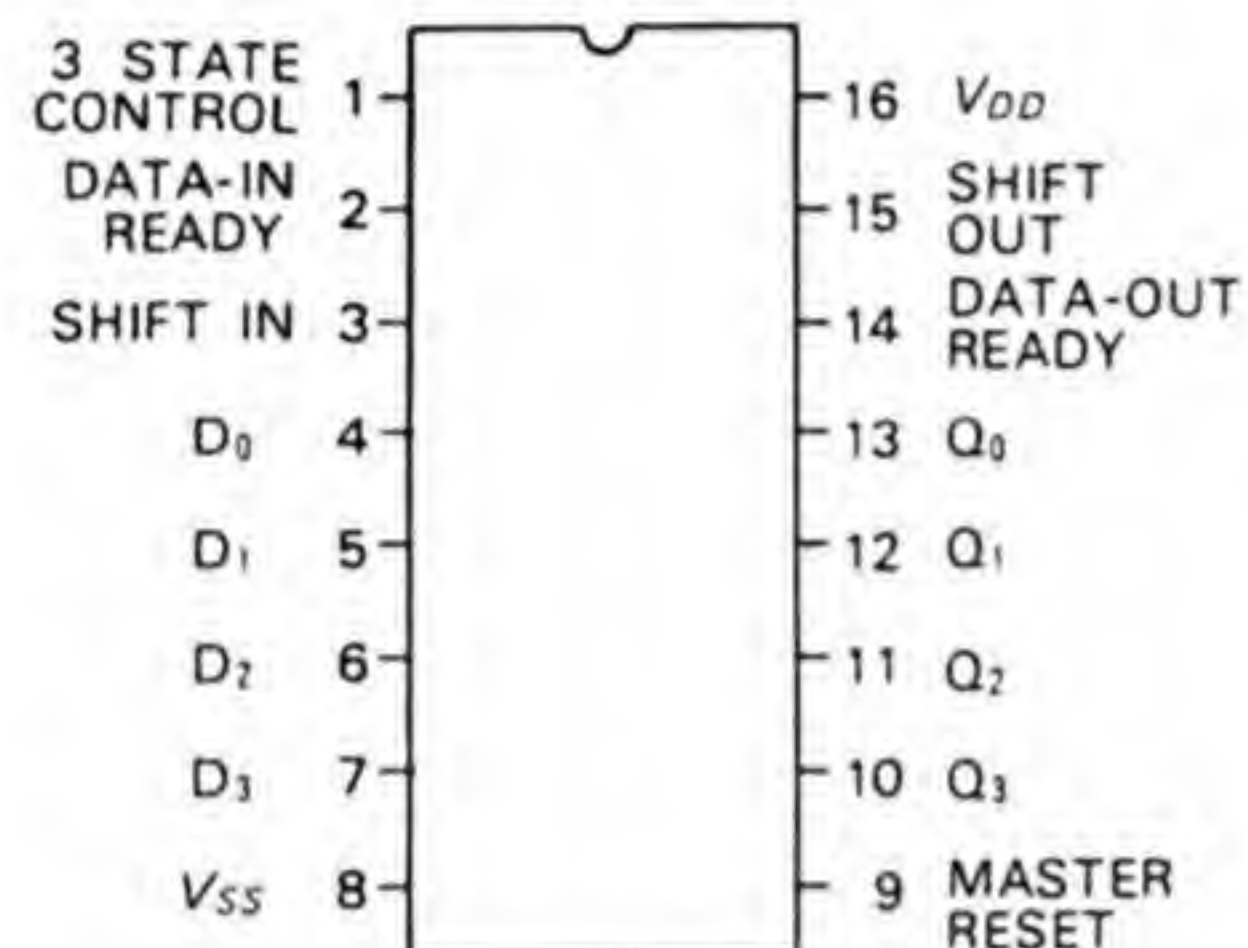 3 STATE
CONTROL 1
DATA-IN
READY 2
SHIFT IN 3
D0 4
D1 5
D2 6
D3 7
VSS 8
16 VDD
15 SHIFT
OUT
14 DATA-OUT
READY
13 Q0
12 Q1
11 Q2
10 Q3
9 MASTER
RESET